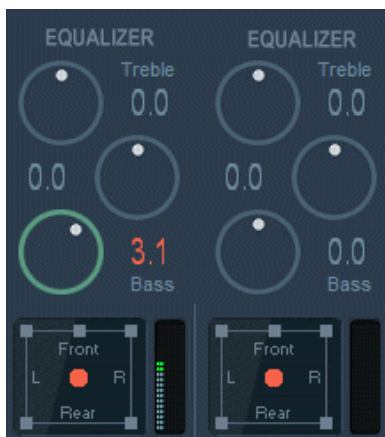 EQUALIZER EQUALIZER
Treble Treble
0.0 0.0
0.0 0.0
3.1 0.0
Bass Bass
Front Front
L R L R
Rear Rear